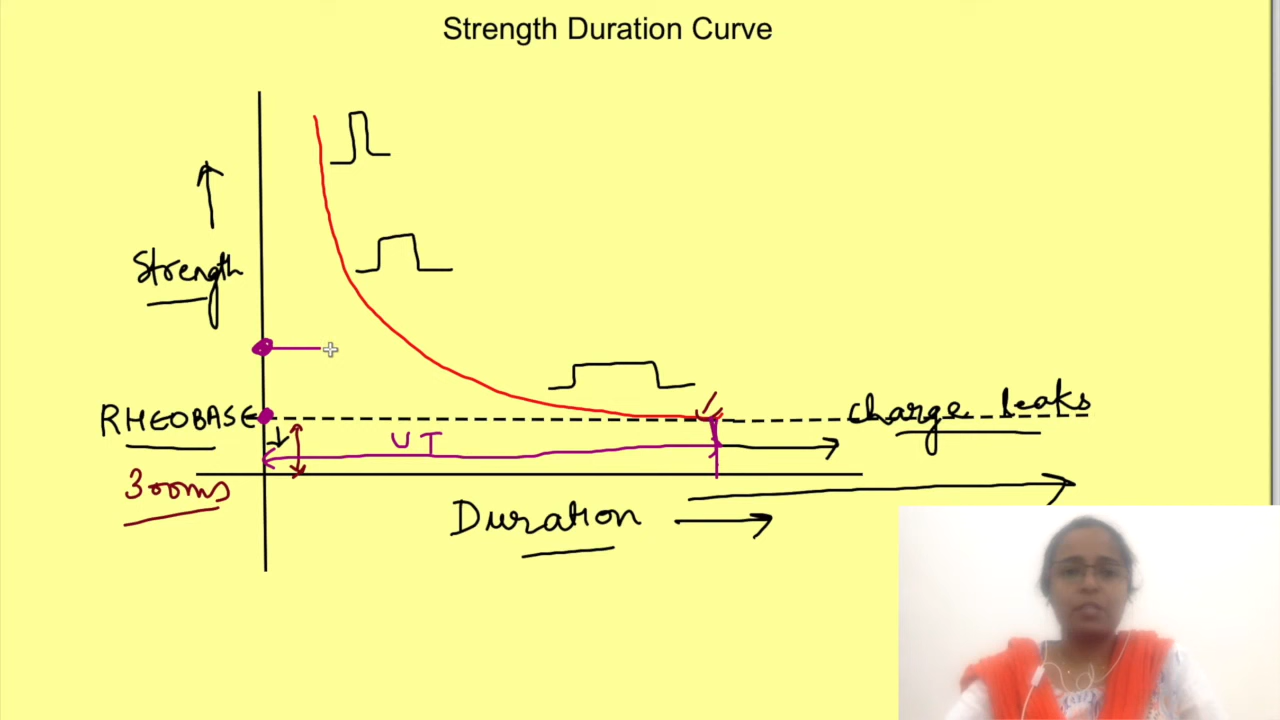 Strength Duration Curve
Strength
RHEOBASE
charge leaks
UT
300ms
Duration